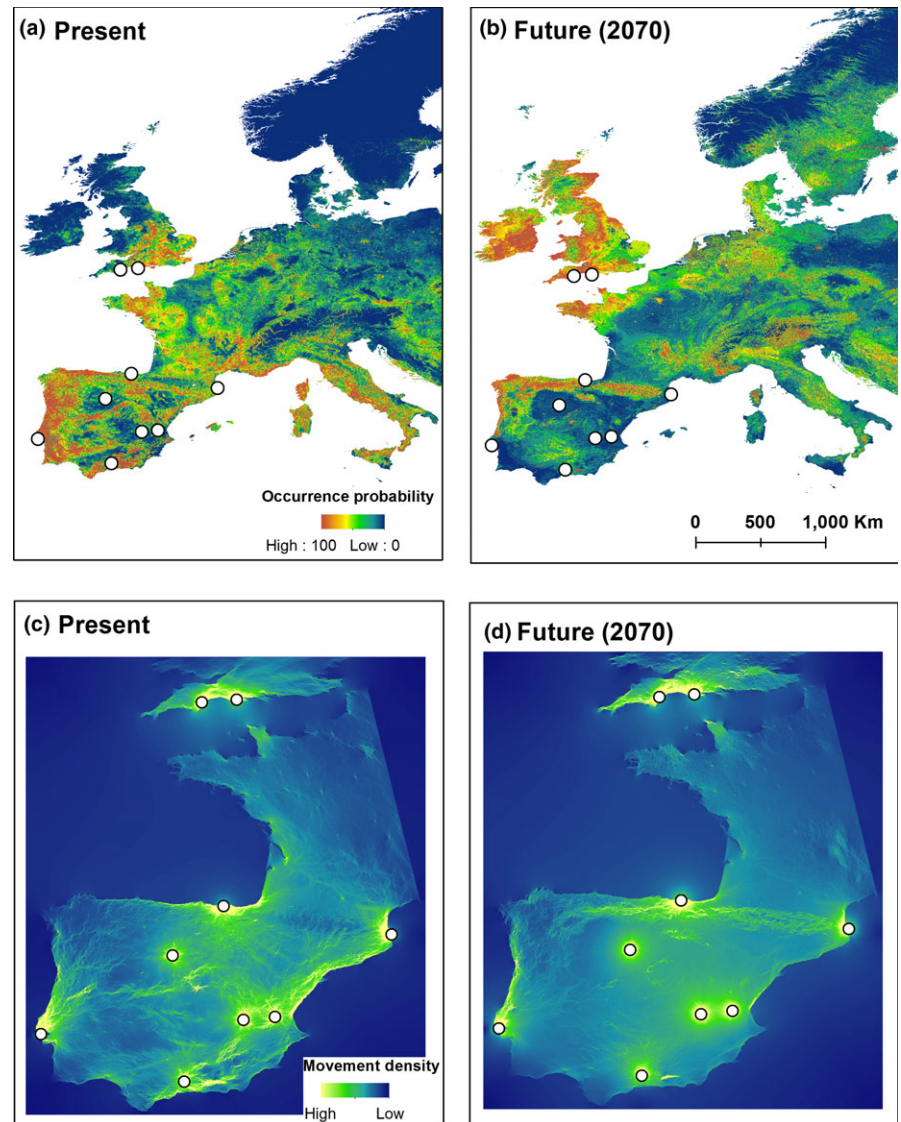 (a) Present
Occurrence probability
High : 100 Low : 0
(b) Future (2070)
0 500 1,000 Km
(c) Present
Movement density
High Low
(d) Future (2070)